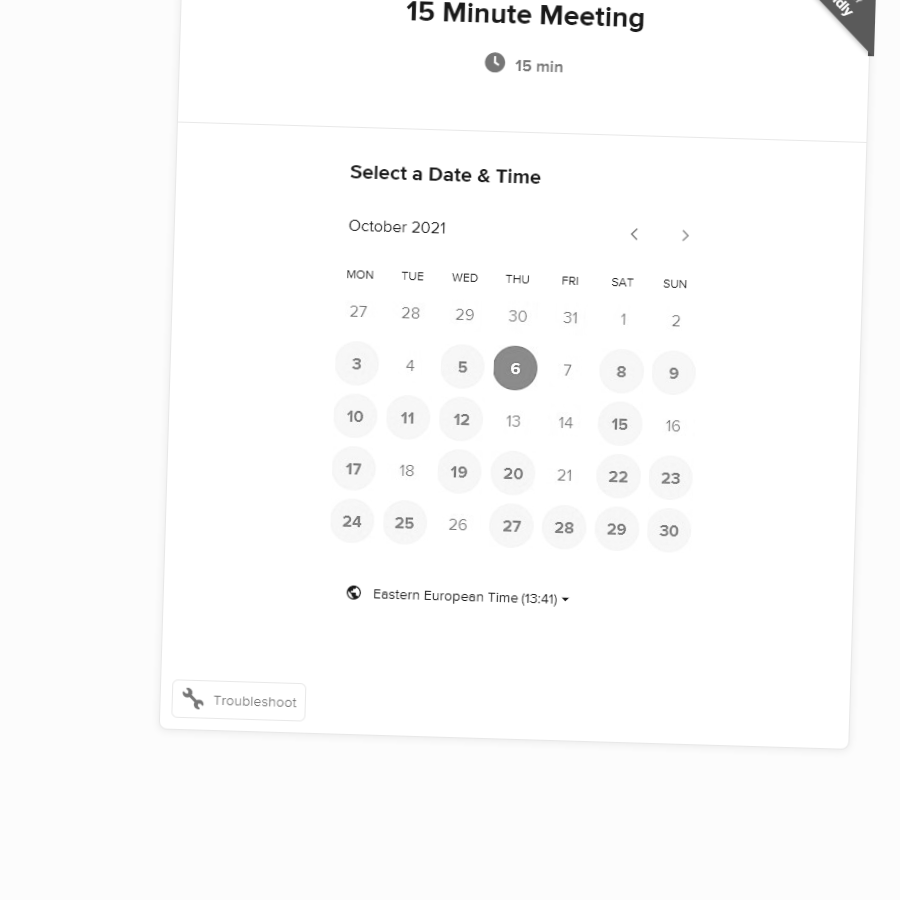 15 Minute Meeting
15 min
Select a Date & Time
October 2021
MON TUE WED THU FRI SAT SUN
27 28 29 30 31 1 2
3 4 5 6 7 8 9
10 11 12 13 14 15 16
17 18 19 20 21 22 23
24 25 26 27 28 29 30
Eastern European Time (13:41)
Troubleshoot